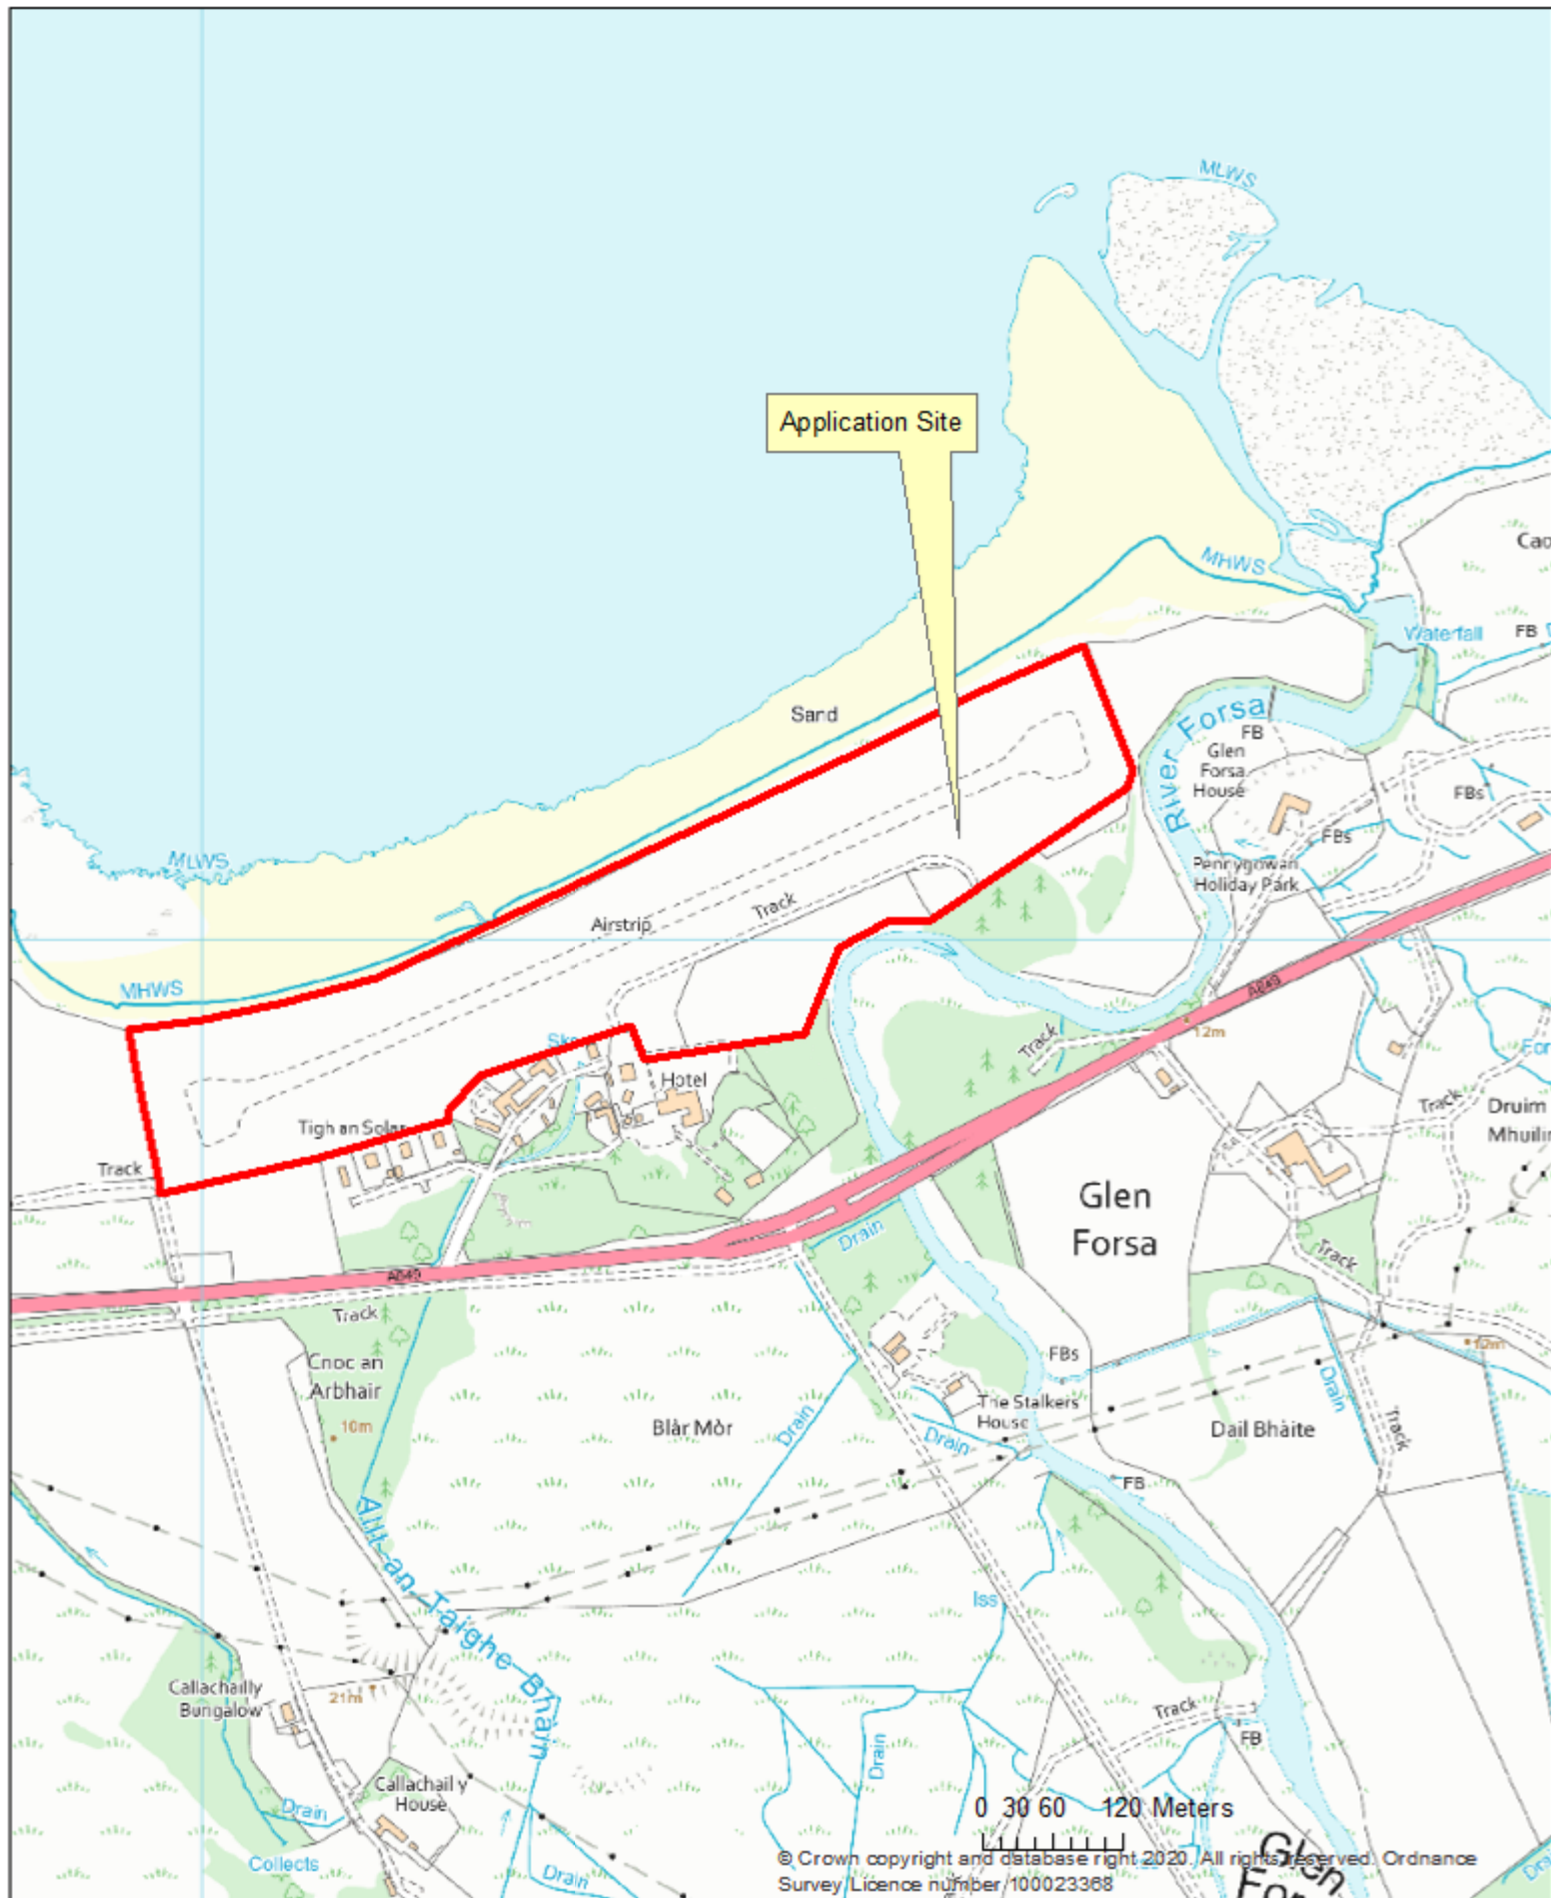 MLWS
Application Site
Cao
MHWS
Waterfall
FB
Sand
River Forsa
FB
Glen
Forsa
House
FBs
FBs
MLWS
Pennygowan
Holiday Park
Track
Airstrip
MHWS
A849
12m
Track
Hotel
Track
Druim
Mhuilin
Tigh an Solas
Track
Glen
Forsa
Drain
Track
A849
Track
FBs
Cnoc an
Arbhair
10m
Drain
Track
The Stalkers
House
Blàr Mòr
Drain
Drain
Dail Bhàite
FB
Allt an Taighe Bhàin
Iss
Callachailly
Bungalow
21m
Track
FB
Drain
Callachailly
House
Drain
0 30 60 120 Meters
Collects
Drain
Glen
© Crown copyright and database right 2020. All rights reserved. Ordnance
Survey Licence number 100023368